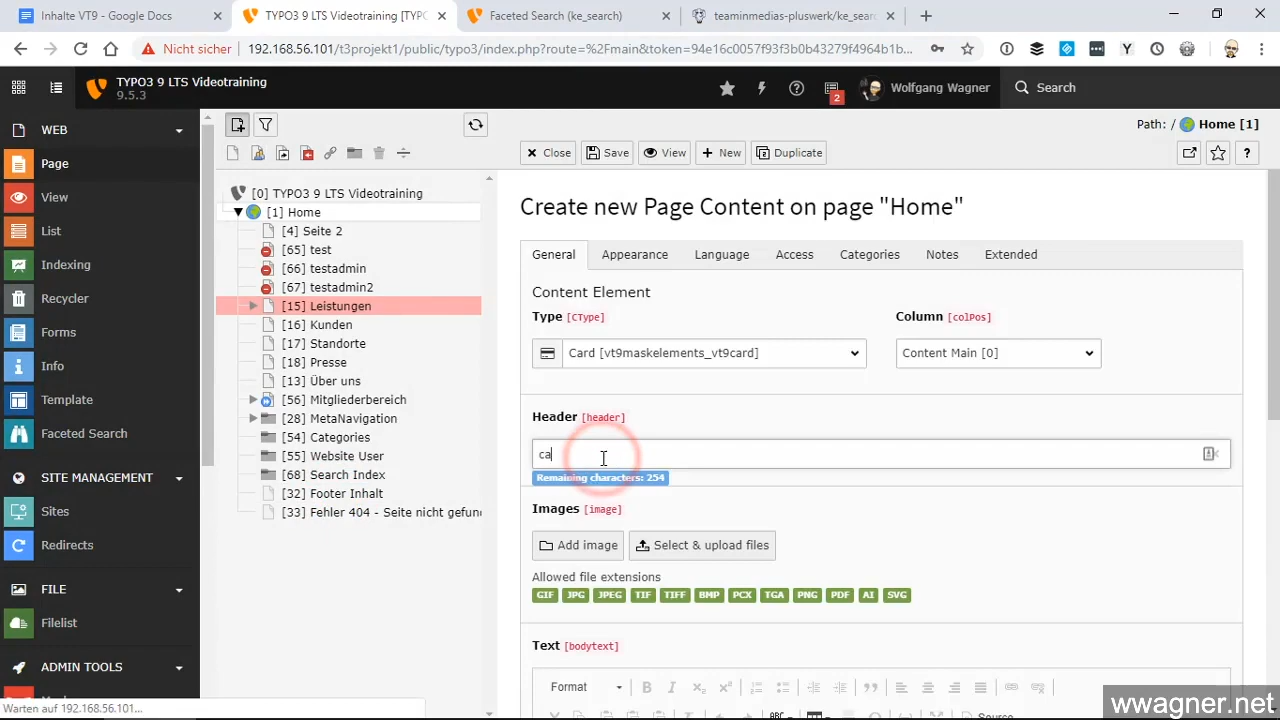 Inhalte VT9 - Google Docs
TYPO3 9 LTS Videotraining [TYPO
Faceted Search (ke_search)
teaminmedias-pluswerk/ke_searc
Nicht sicher
192.168.56.101/t3projekt1/public/typo3/index.php?route=%2Fmain&token=94e16c0057f93f3b0b43279f4964b1b...
TYPO3 9 LTS Videotraining
9.5.3
2
Wolfgang Wagner
Search
WEB
Page
View
List
Indexing
Recycler
Forms
Info
Template
Faceted Search
SITE MANAGEMENT
Sites
Redirects
FILE
Filelist
ADMIN TOOLS
Warten auf 192.168.56.101...
[0] TYPO3 9 LTS Videotraining
[1] Home
[4] Seite 2
[65] test
[66] testadmin
[67] testadmin2
[15] Leistungen
[16] Kunden
[17] Standorte
[18] Presse
[13] Über uns
[56] Mitgliederbereich
[28] MetaNavigation
[54] Categories
[55] Website User
[68] Search Index
[32] Footer Inhalt
[33] Fehler 404 - Seite nicht gefun
Path: / Home [1]
Close
Save
View
New
Duplicate
Create new Page Content on page "Home"
General
Appearance
Language
Access
Categories
Notes
Extended
Content Element
Type [CType]
Column [colPos]
Card [vt9maskelements_vt9card]
Content Main [0]
Header [header]
ca
Remaining characters: 254
Images [image]
Add image
Select & upload files
Allowed file extensions
GIF JPG JPEG TIF TIFF BMP PCX TGA PNG PDF AI SVG
Text [bodytext]
Format
Source
wwagner.net